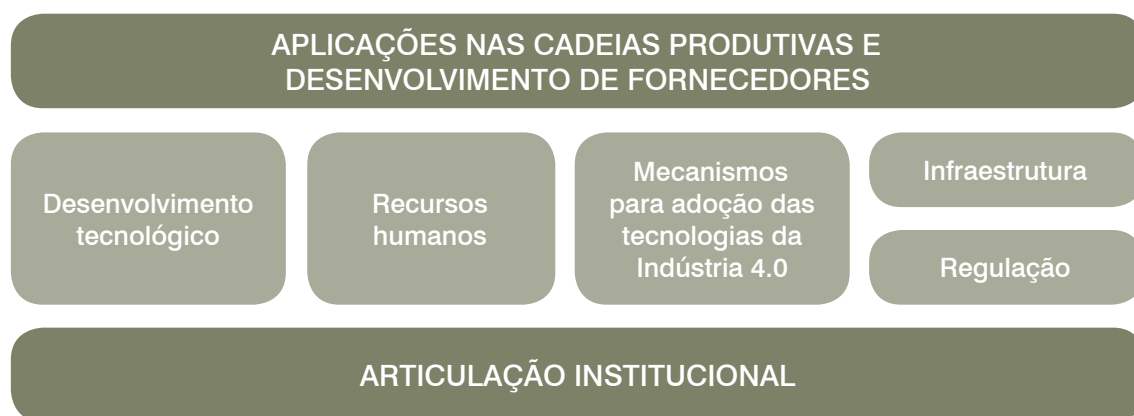 APLICAÇÕES NAS CADEIAS PRODUTIVAS E
DESENVOLVIMENTO DE FORNECEDORES
Desenvolvimento
tecnológico
Recursos
humanos
Mecanismos
para adoção das
tecnologias da
Indústria 4.0
Infraestrutura
Regulação
ARTICULAÇÃO INSTITUCIONAL